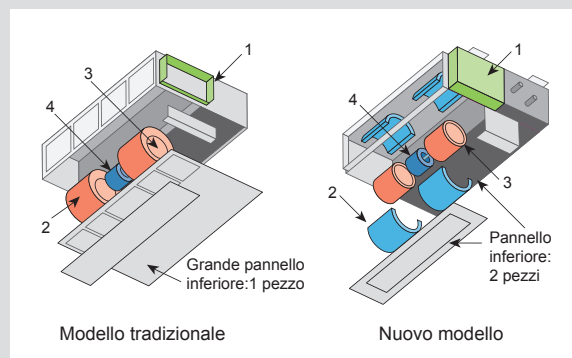 1
3
4
2
Grande pannello
inferiore:1 pezzo
Modello tradizionale
1
4
3
2
Pannello
inferiore:
2 pezzi
Nuovo modello